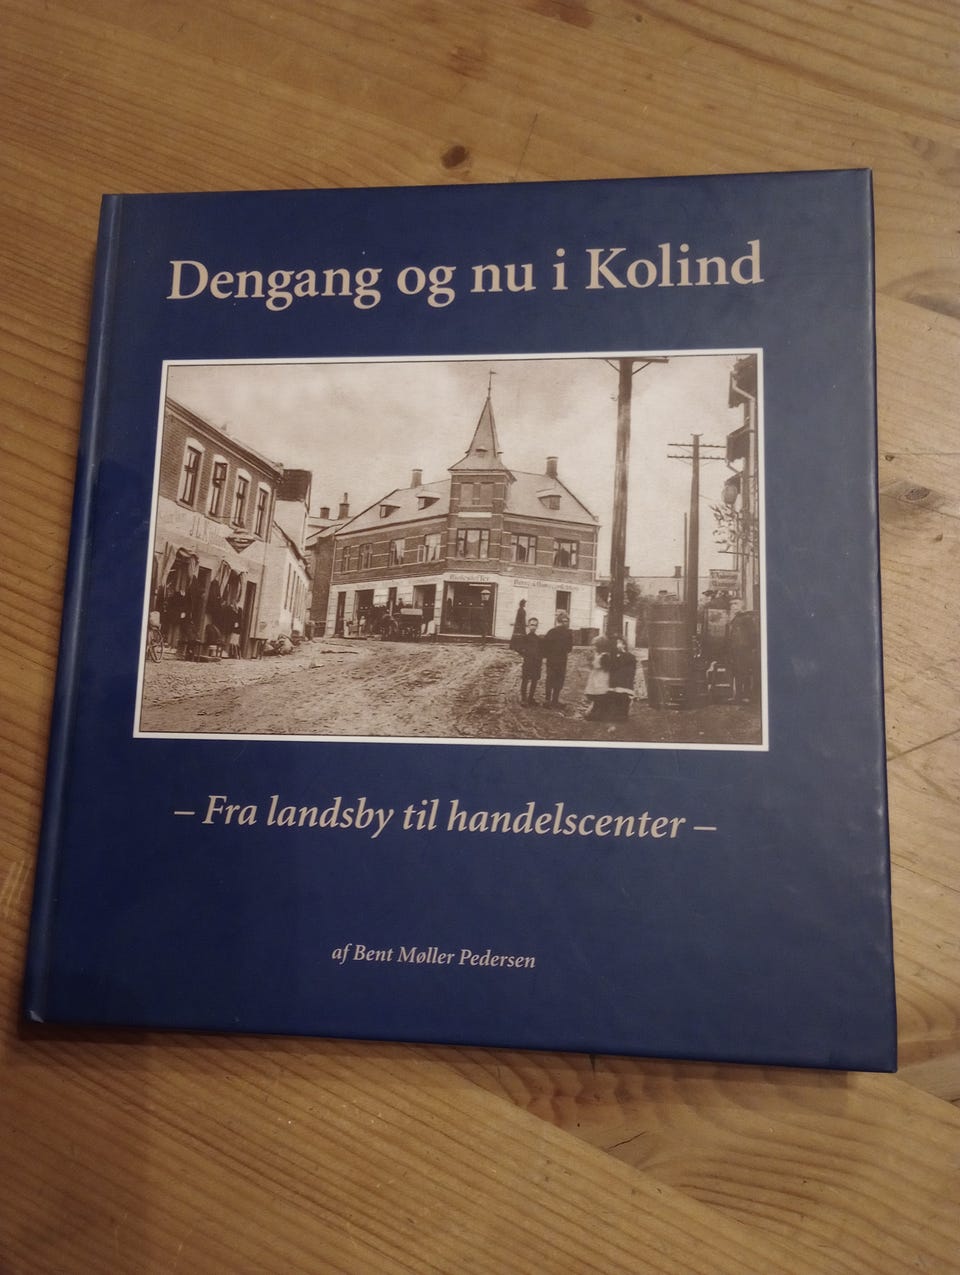 Dengang og nu i Kolind
– Fra landsby til handelscenter –
af Bent Møller Pedersen